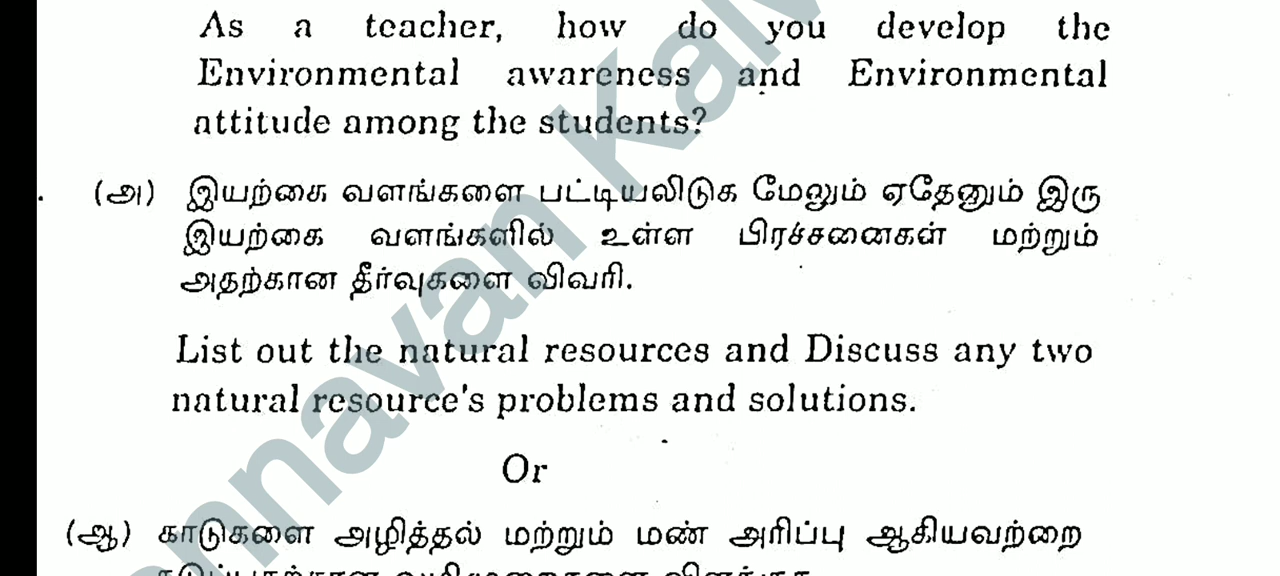 As a teacher, how do you develop the
Environmental awareness and Environmental
attitude among the students?
(அ) இயற்கை வளங்களை பட்டியலிடுக மேலும் ஏதேனும் இரு
இயற்கை வளங்களில் உள்ள பிரச்சனைகள் மற்றும்
அதற்கான தீர்வுகளை விவரி.
List out the natural resources and Discuss any two
natural resource's problems and solutions.
Or
(ஆ) காடுகளை அழித்தல் மற்றும் மண் அரிப்பு ஆகியவற்றை